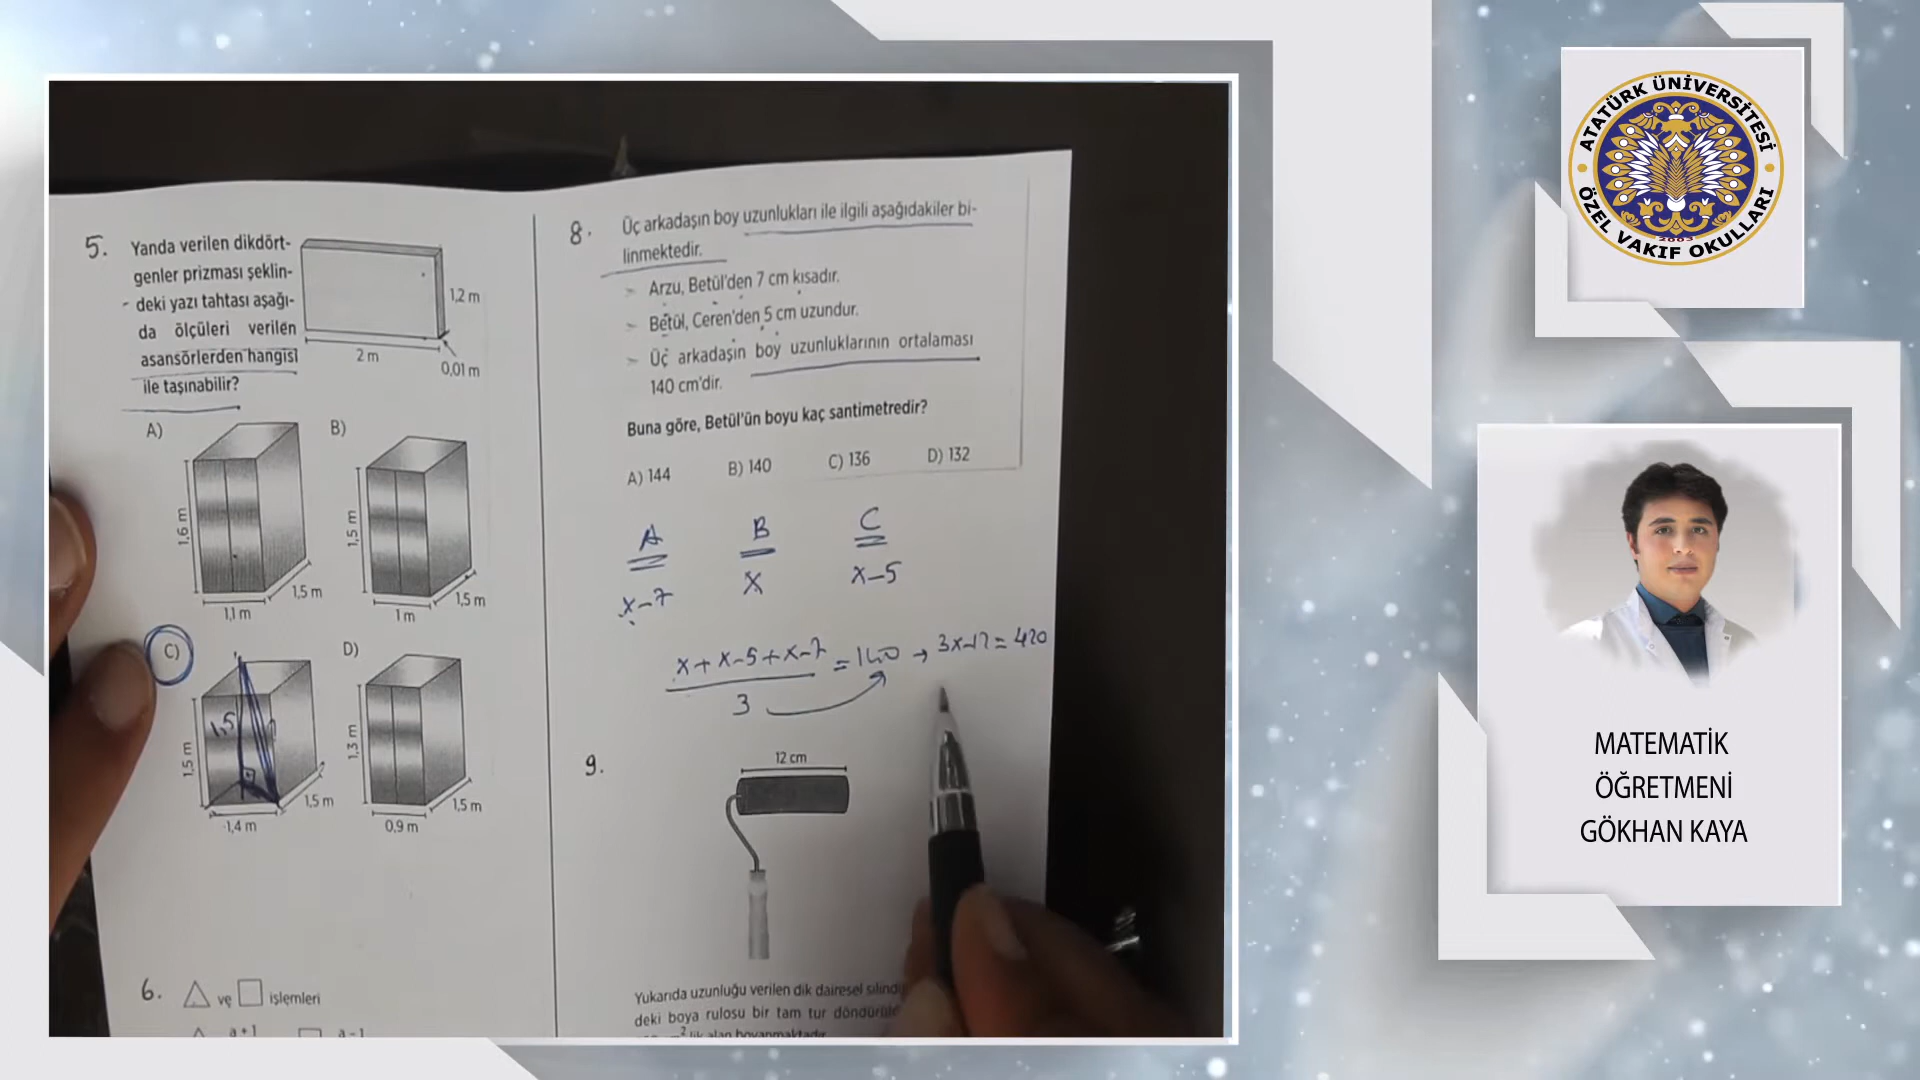 5.
Yanda verilen dikdört-
genler prizması şeklin-
deki yazı tahtası aşağı-
da ölçüleri verilen
asansörlerden hangisi
ile taşınabilir?
1,2 m
2 m
0,01 m
A)
1,6 m
1,1 m
1,5 m
B)
1,5 m
1 m
1,5 m
C)
1,5
1,5 m
1,4 m
1,5 m
D)
1,3 m
0,9 m
1,5 m
6.
ve işlemleri
a+1
a-1
8.
Üç arkadaşın boy uzunlukları ile ilgili aşağıdakiler bi-
linmektedir.
Arzu, Betül'den 7 cm kısadır.
Betül, Ceren'den 5 cm uzundur.
Üç arkadaşın boy uzunluklarının ortalaması
140 cm'dir.
Buna göre, Betül'ün boyu kaç santimetredir?
A) 144 B) 140 C) 136 D) 132
A B C
x-7 x x-5
x+x-5+x-7
3
=140 → 3x-12=420
9.
12 cm
Yukarıda uzunluğu verilen dik dairesel
deki boya rulosu bir tam tur
ATATÜRK ÜNİVERSİTESİ
2003
ÖZEL VAKIF OKULLARI
MATEMATİK
ÖĞRETMENİ
GÖKHAN KAYA